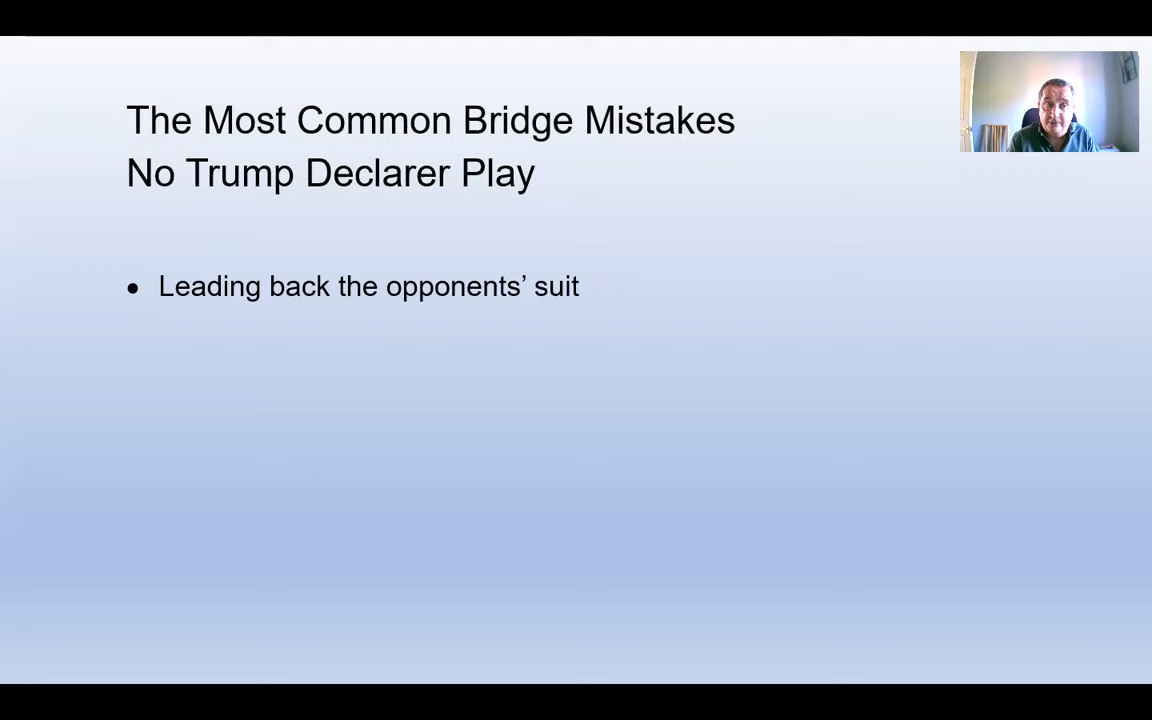 The Most Common Bridge Mistakes
No Trump Declarer Play
• Leading back the opponents’ suit